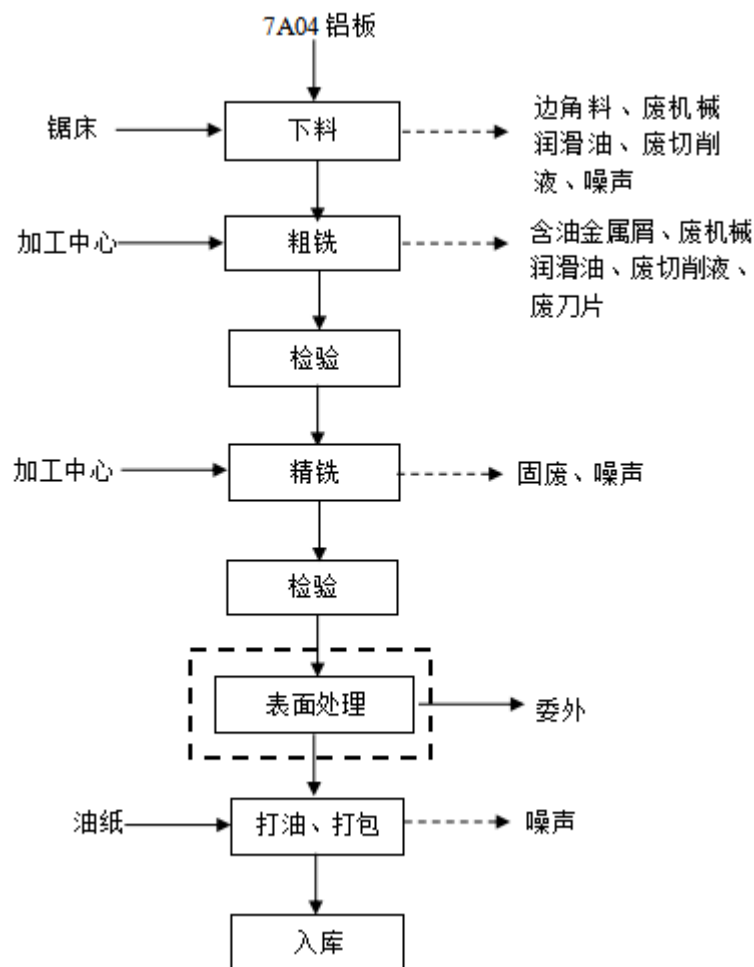 7A04 铝板
锯床
下料
边角料、废机械
润滑油、废切削
液、噪声
加工中心
粗铣
含油金属屑、废机械
润滑油、废切削液、
废刀片
检验
加工中心
精铣
固废、噪声
检验
表面处理
委外
油纸
打油、打包
噪声
入库